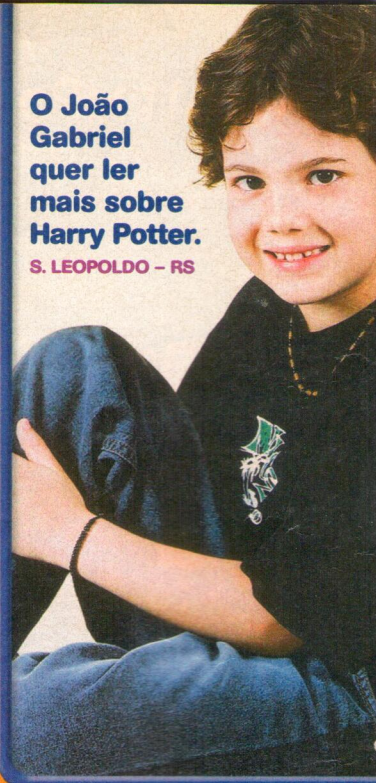 O João
Gabriel
quer ler
mais sobre
Harry Potter.
S. LEOPOLDO – RS